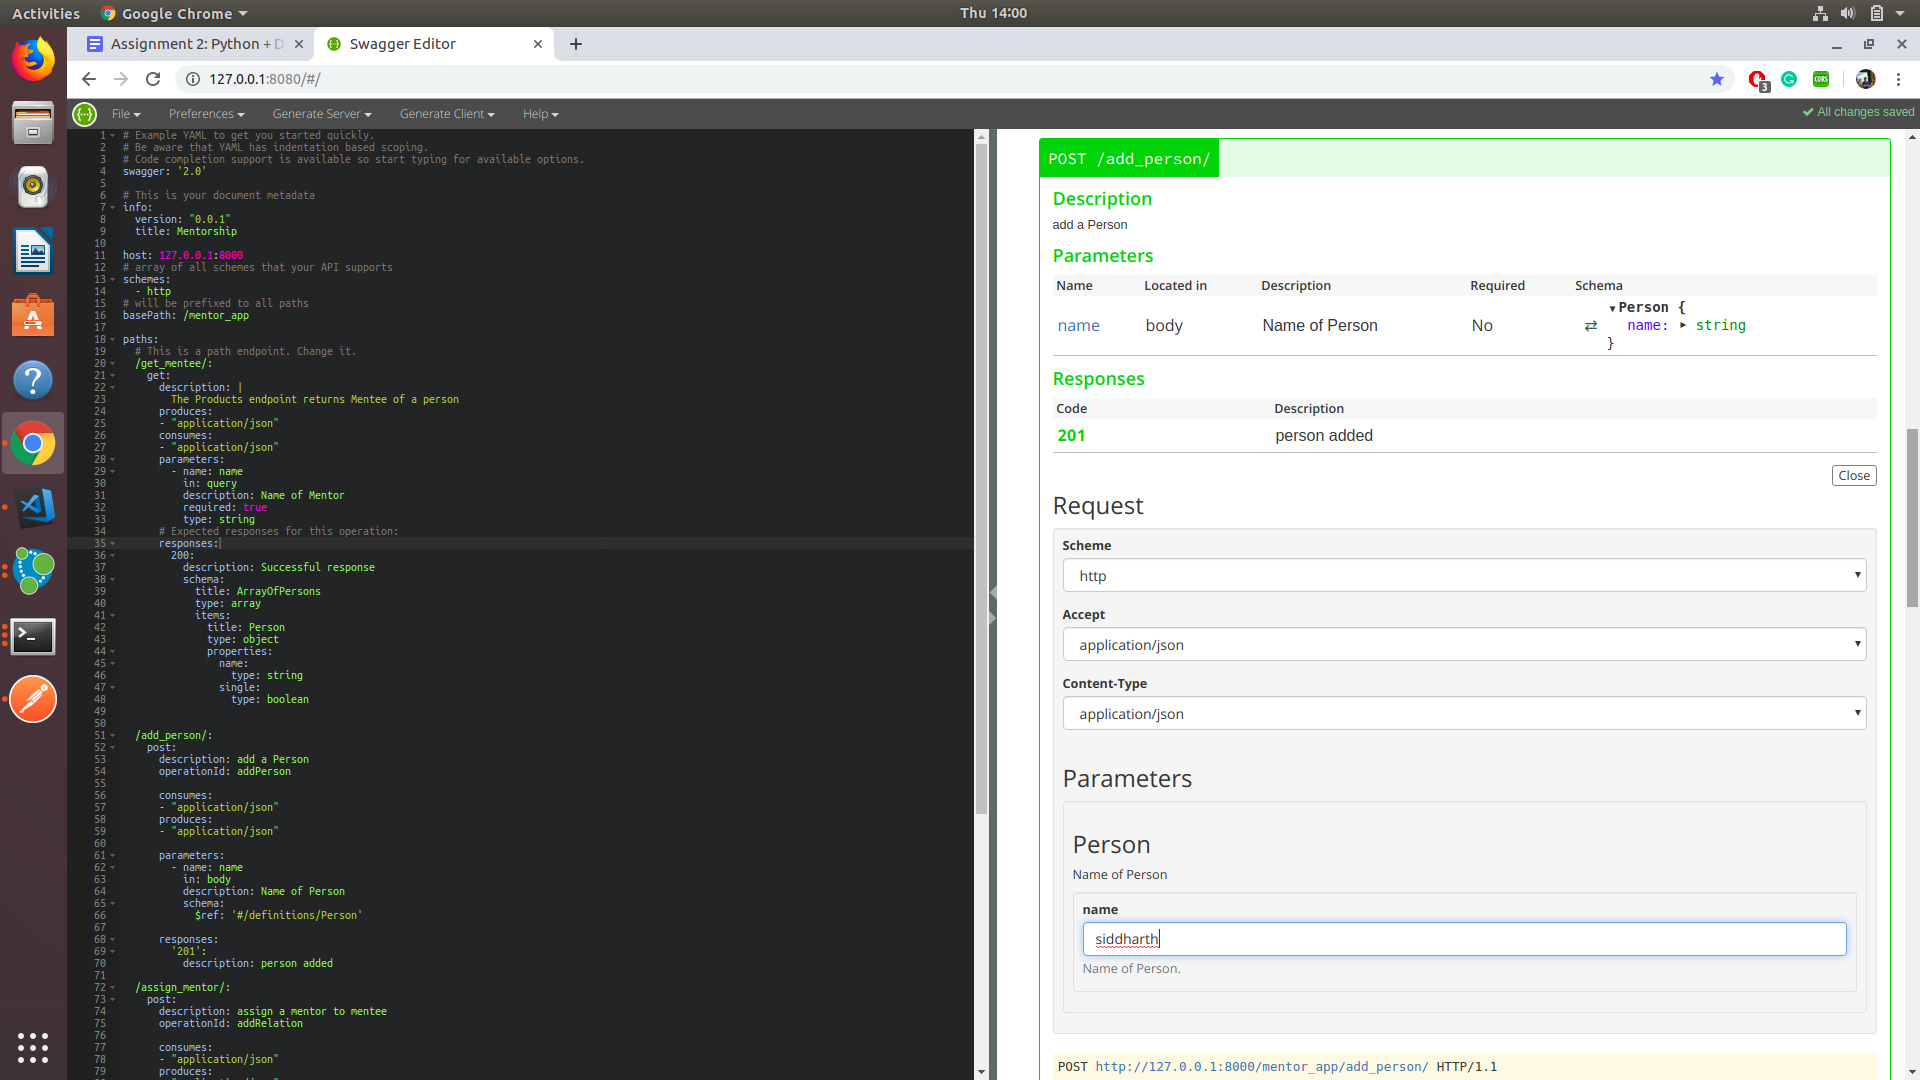 Activities
Google Chrome
Thu 14:00
Assignment 2: Python + D
Swagger Editor
127.0.0.1:8080/#/
3
CORS
File
Preferences
Generate Server
Generate Client
Help
All changes saved
1 # Example YAML to get you started quickly.
2 # Be aware that YAML has indentation based scoping.
3 # Code completion support is available so start typing for available options.
4 swagger: '2.0'
5
6 # This is your document metadata
7 info:
8 version: "0.0.1"
9 title: Mentorship
10
11 host: 127.0.0.1:8000
12 # array of all schemes that your API supports
13 schemes:
14 - http
15 # will be prefixed to all paths
16 basePath: /mentor_app
17
18 paths:
19 # This is a path endpoint. Change it.
20 /get_mentee/:
21 get:
22 description: |
23 The Products endpoint returns Mentee of a person
24 produces:
25 - "application/json"
26 consumes:
27 - "application/json"
28 parameters:
29 - name: name
30 in: query
31 description: Name of Mentor
32 required: true
33 type: string
34 # Expected responses for this operation:
35 responses:
36 200:
37 description: Successful response
38 schema:
39 title: ArrayOfPersons
40 type: array
41 items:
42 title: Person
43 type: object
44 properties:
45 name:
46 type: string
47 single:
48 type: boolean
49
50
51 /add_person/:
52 post:
53 description: add a Person
54 operationId: addPerson
55
56 consumes:
57 - "application/json"
58 produces:
59 - "application/json"
60
61 parameters:
62 - name: name
63 in: body
64 description: Name of Person
65 schema:
66 $ref: '#/definitions/Person'
67
68 responses:
69 '201':
70 description: person added
71
72 /assign_mentor/:
73 post:
74 description: assign a mentor to mentee
75 operationId: addRelation
76
77 consumes:
78 - "application/json"
79 produces:
POST /add_person/
Description
add a Person
Parameters
Name Located in Description Required Schema
name body Name of Person No ⇄ Person {
name: string
}
Responses
Code Description
201 person added
Close
Request
Scheme
http
Accept
application/json
Content-Type
application/json
Parameters
Person
Name of Person
name
siddharth
Name of Person.
POST http://127.0.0.1:8000/mentor_app/add_person/ HTTP/1.1